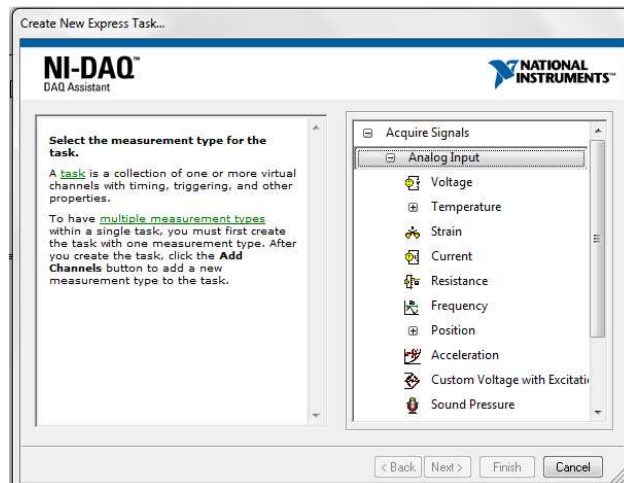 Create New Express Task...
NI-DAQ™
DAQ Assistant
NATIONAL
INSTRUMENTS™
Select the measurement type for the
task.
A task is a collection of one or more virtual
channels with timing, triggering, and other
properties.
To have multiple measurement types
within a single task, you must first create
the task with one measurement type. After
you create the task, click the Add
Channels button to add a new
measurement type to the task.
Acquire Signals
Analog Input
Voltage
Temperature
Strain
Current
Resistance
Frequency
Position
Acceleration
Custom Voltage with Excitati
Sound Pressure
< Back Next > Finish Cancel